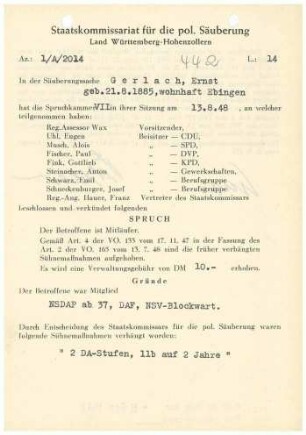 Staatskommissariat für die pol. Säuberung
Land Württemberg-Hohenzollern
Az.: 1/A/2014 442 L.: 14
In der Säuberungssache Gerlach, Ernst
geb.21.8.1885,wohnhaft Ebingen
hat die Spruchkammer VII in ihrer Sitzung am 13.8.48, an welcher
teilgenommen haben:
Reg.Assessor Wax Vorsitzender,
Uhl, Eugen Beisitzer — CDU,
Mauch, Alois „ — SPD,
Fischer, Paul „ — DVP,
Fink, Gottlieb „ — KPD,
Steinacher, Anton „ — Gewerkschaften,
Schwarz, Emil „ — Berufsgruppe
Schneckenburger, Josef „ — Berufsgruppe
Reg.-Ang. Hauer, Franz Vertreter des Staatskommissars
beschlossen und verkündet folgenden
SPRUCH
Der Betroffene ist Mitläufer.
Gemäß Art. 4 der VO. 133 vom 17. 11. 47 in der Fassung des
Art. 2 der VO. 165 vom 13. 7. 48 sind die früher verhängten
Sühnemaßnahmen aufgehoben.
Es wird eine Verwaltungsgebühr von DM 10.- erhoben.
Gründe
Der Betroffene war Mitglied
NSDAP ab 37, DAF, NSV-Blockwart.
Durch Entscheidung des Staatskommissars für die pol. Säuberung waren
folgende Sühnemaßnahmen verhängt worden:
" 2 DA-Stufen, 11b auf 2 Jahre "